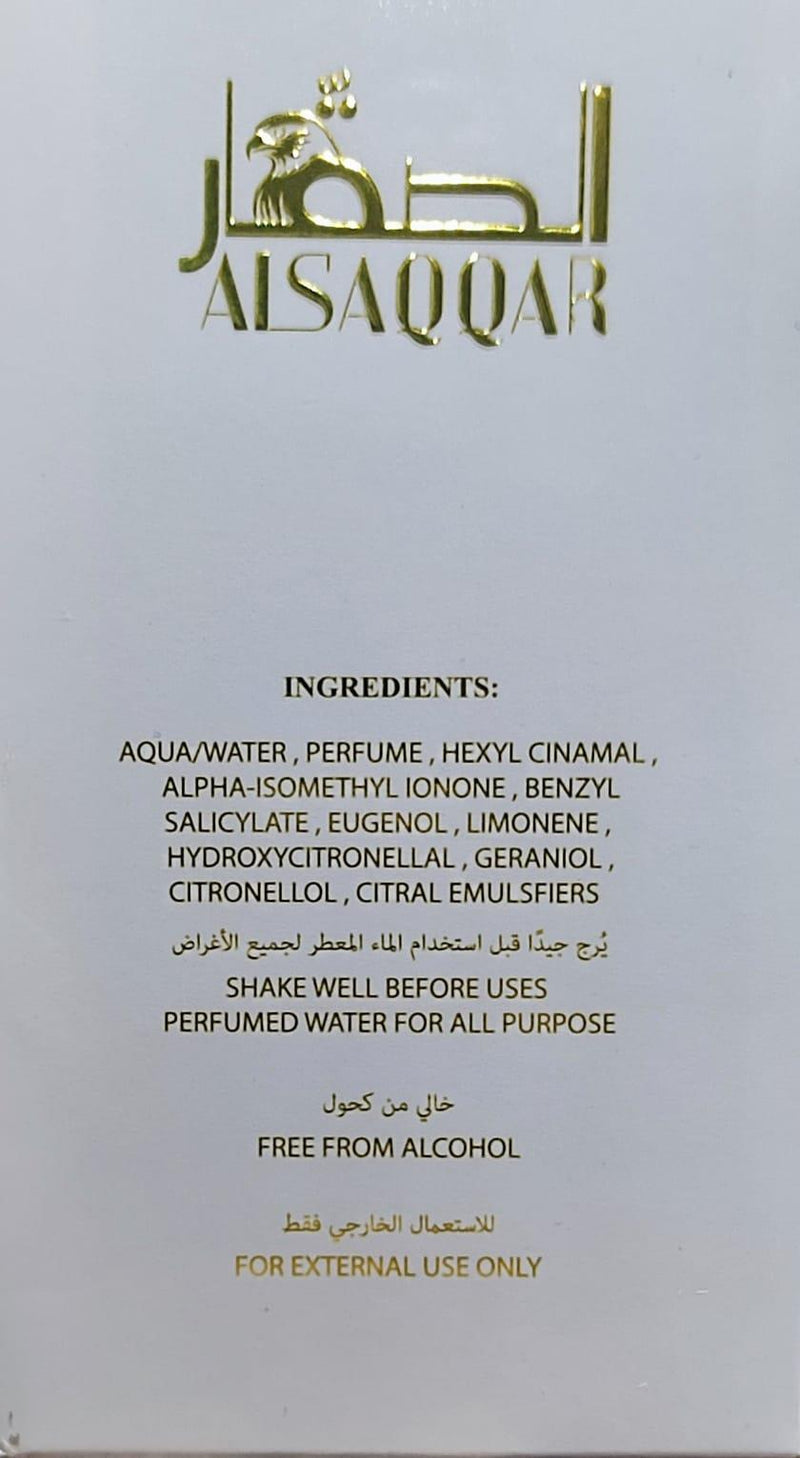 الصقّار
ALSAQQAR
INGREDIENTS:
AQUA/WATER , PERFUME , HEXYL CINAMAL ,
ALPHA-ISOMETHYL IONONE , BENZYL
SALICYLATE , EUGENOL , LIMONENE ,
HYDROXYCITRONELLAL , GERANIOL ,
CITRONELLOL , CITRAL EMULSFIERS
يُرج جيدًا قبل استخدام الماء المعطر لجميع الأغراض
SHAKE WELL BEFORE USES
PERFUMED WATER FOR ALL PURPOSE
خالي من كحول
FREE FROM ALCOHOL
للاستعمال الخارجي فقط
FOR EXTERNAL USE ONLY